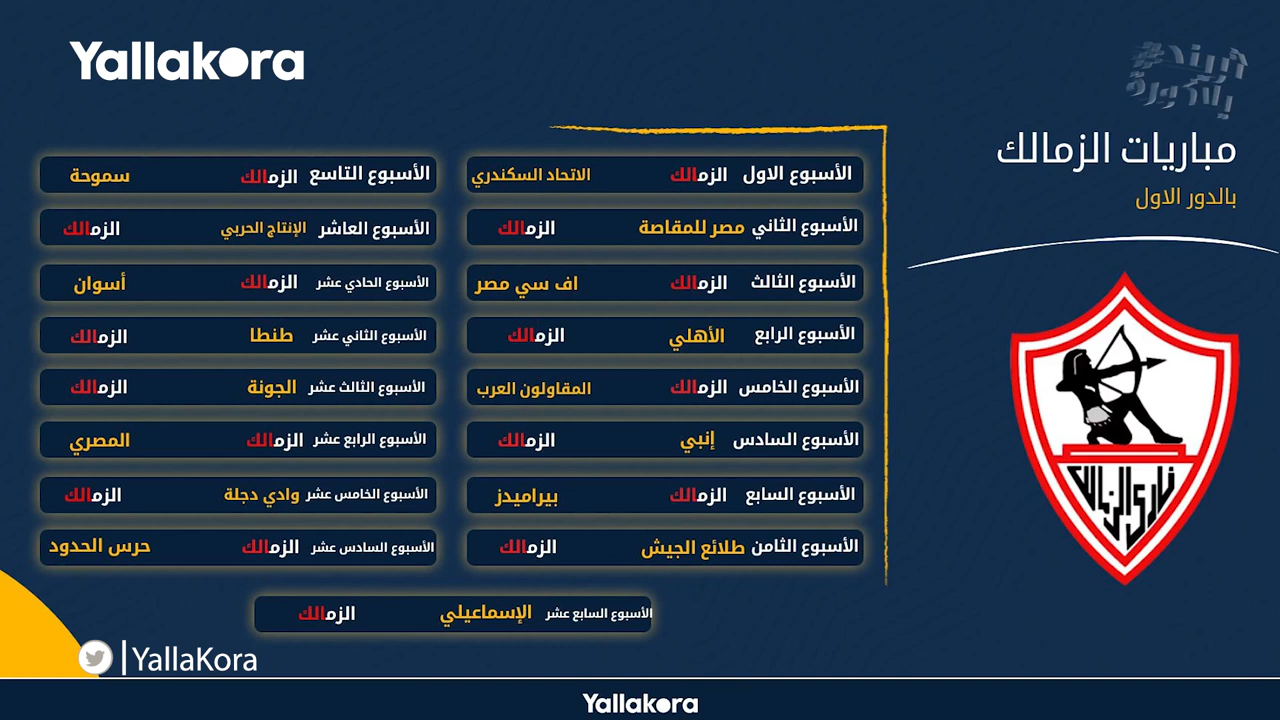 Yallakora
#تريند
يلاكورة
مباريات الزمالك
بالدور الاول
الأسبوع الاول الزمالك الاتحاد السكندري
الأسبوع الثاني مصر للمقاصة الزمالك
الأسبوع الثالث الزمالك اف سي مصر
الأسبوع الرابع الأهلي الزمالك
الأسبوع الخامس الزمالك المقاولون العرب
الأسبوع السادس إنبي الزمالك
الأسبوع السابع الزمالك بيراميدز
الأسبوع الثامن طلائع الجيش الزمالك
الأسبوع التاسع الزمالك سموحة
الأسبوع العاشر الإنتاج الحربي الزمالك
الأسبوع الحادي عشر الزمالك أسوان
الأسبوع الثاني عشر طنطا الزمالك
الأسبوع الثالث عشر الجونة الزمالك
الأسبوع الرابع عشر الزمالك المصري
الأسبوع الخامس عشر وادي دجلة الزمالك
الأسبوع السادس عشر الزمالك حرس الحدود
الأسبوع السابع عشر الإسماعيلي الزمالك
نادي الزمالك
|YallaKora
Yallakora